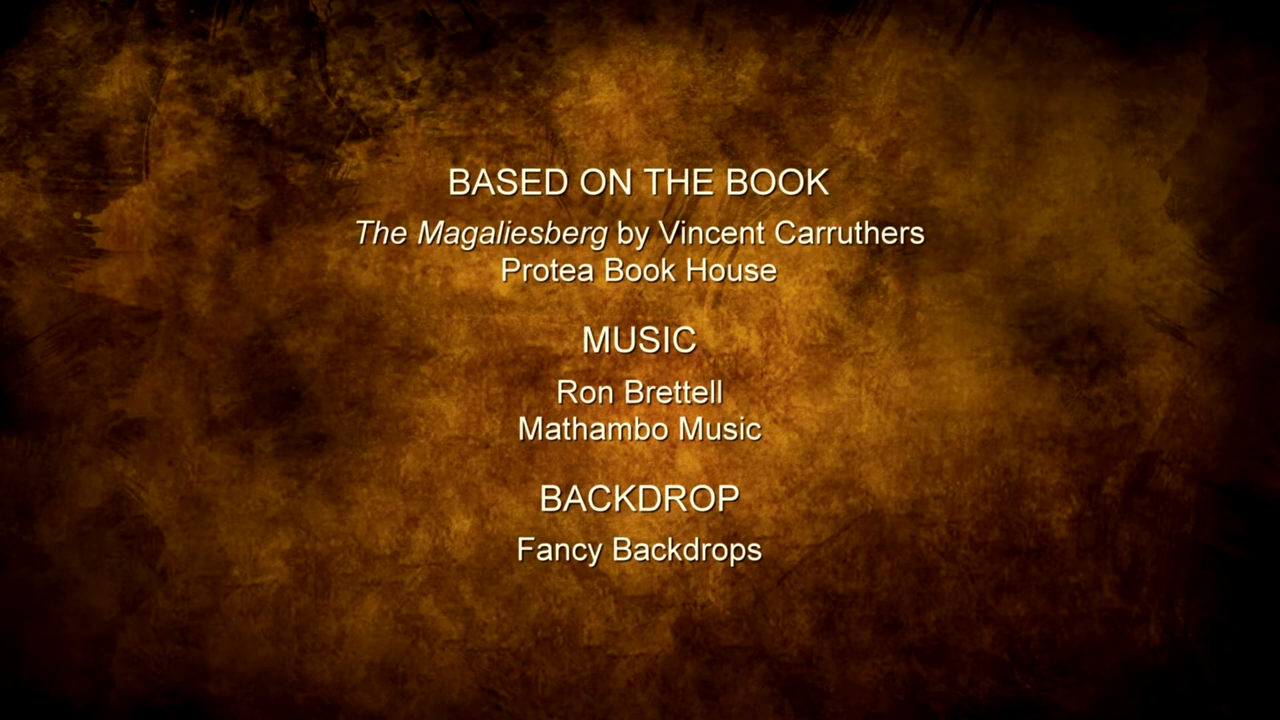 BASED ON THE BOOK
The Magaliesberg by Vincent Carruthers
Protea Book House
MUSIC
Ron Brettell
Mathambo Music
BACKDROP
Fancy Backdrops